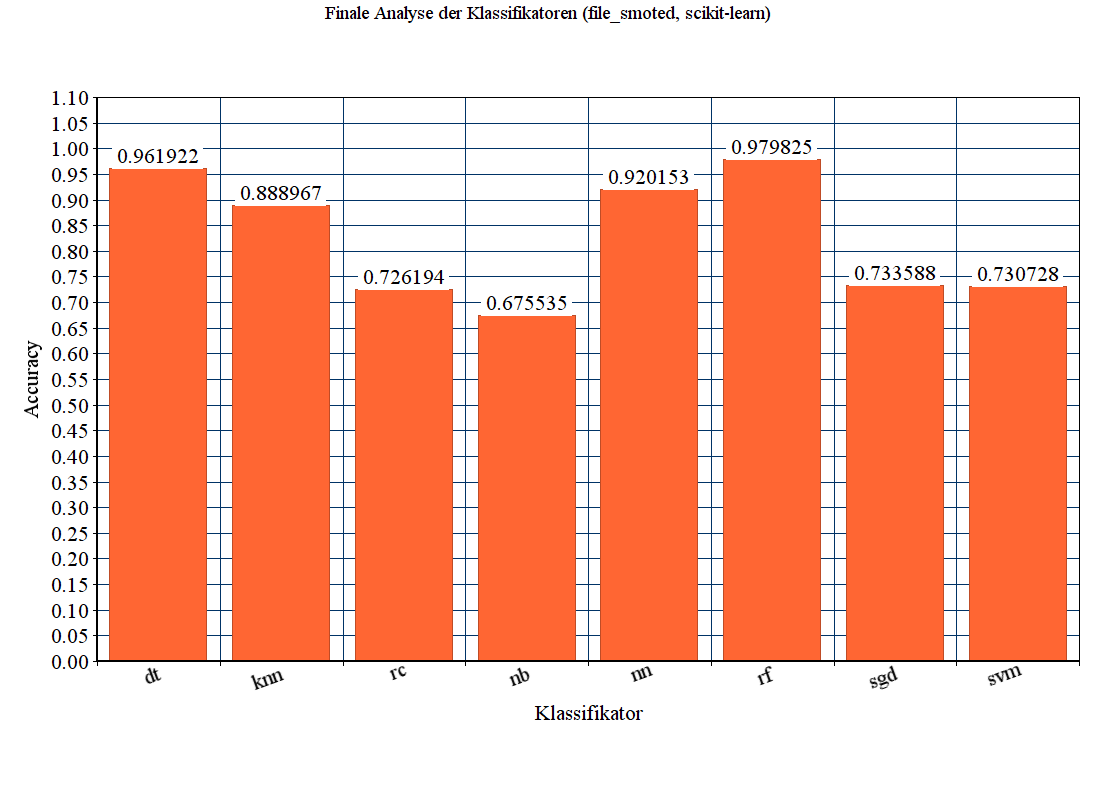 Finale Analyse der Klassifikatoren (file_smoted, scikit-learn)
1.10
1.05
1.00
0.95
0.90
0.85
0.80
0.75
0.70
0.65
0.60
0.55
0.50
0.45
0.40
0.35
0.30
0.25
0.20
0.15
0.10
0.05
0.00
Accuracy
0.961922
0.888967
0.726194
0.675535
0.920153
0.979825
0.733588
0.730728
dt
knn
rc
nb
nn
rf
sgd
svm
Klassifikator